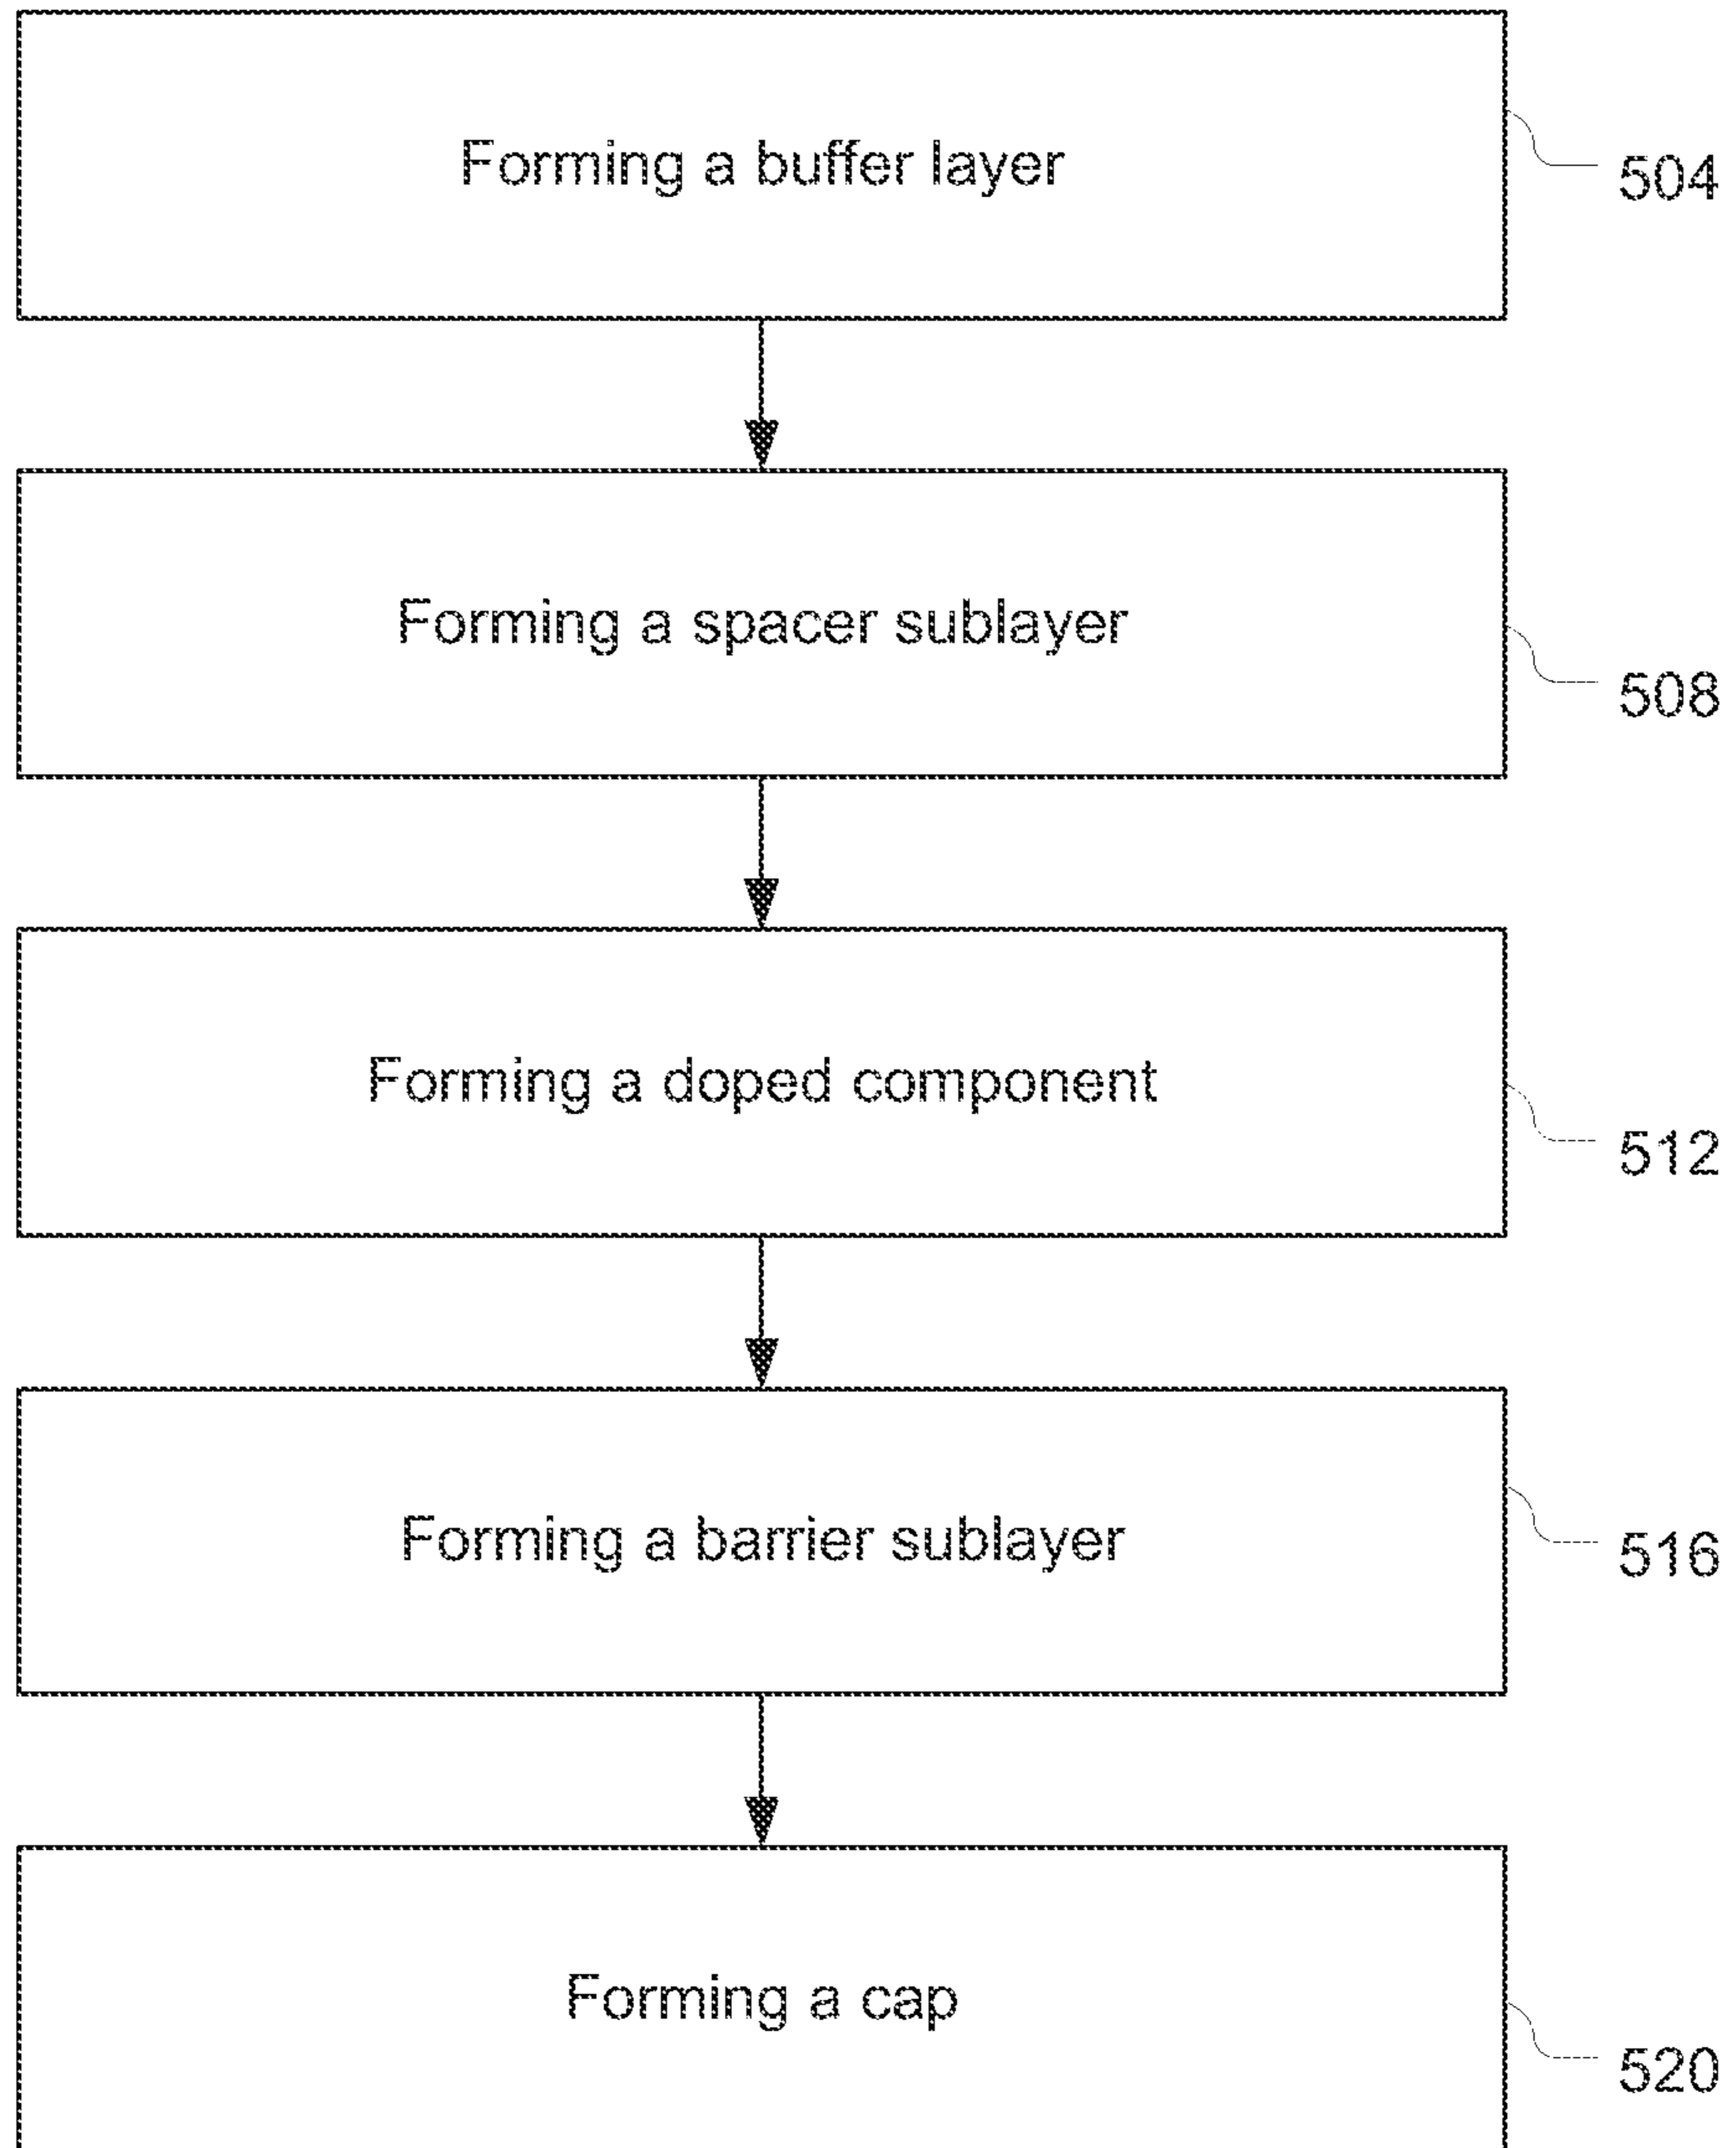 Forming a buffer layer
504
Forming a spacer sublayer
508
Forming a doped component
512
Forming a barrier sublayer
516
Forming a cap
520